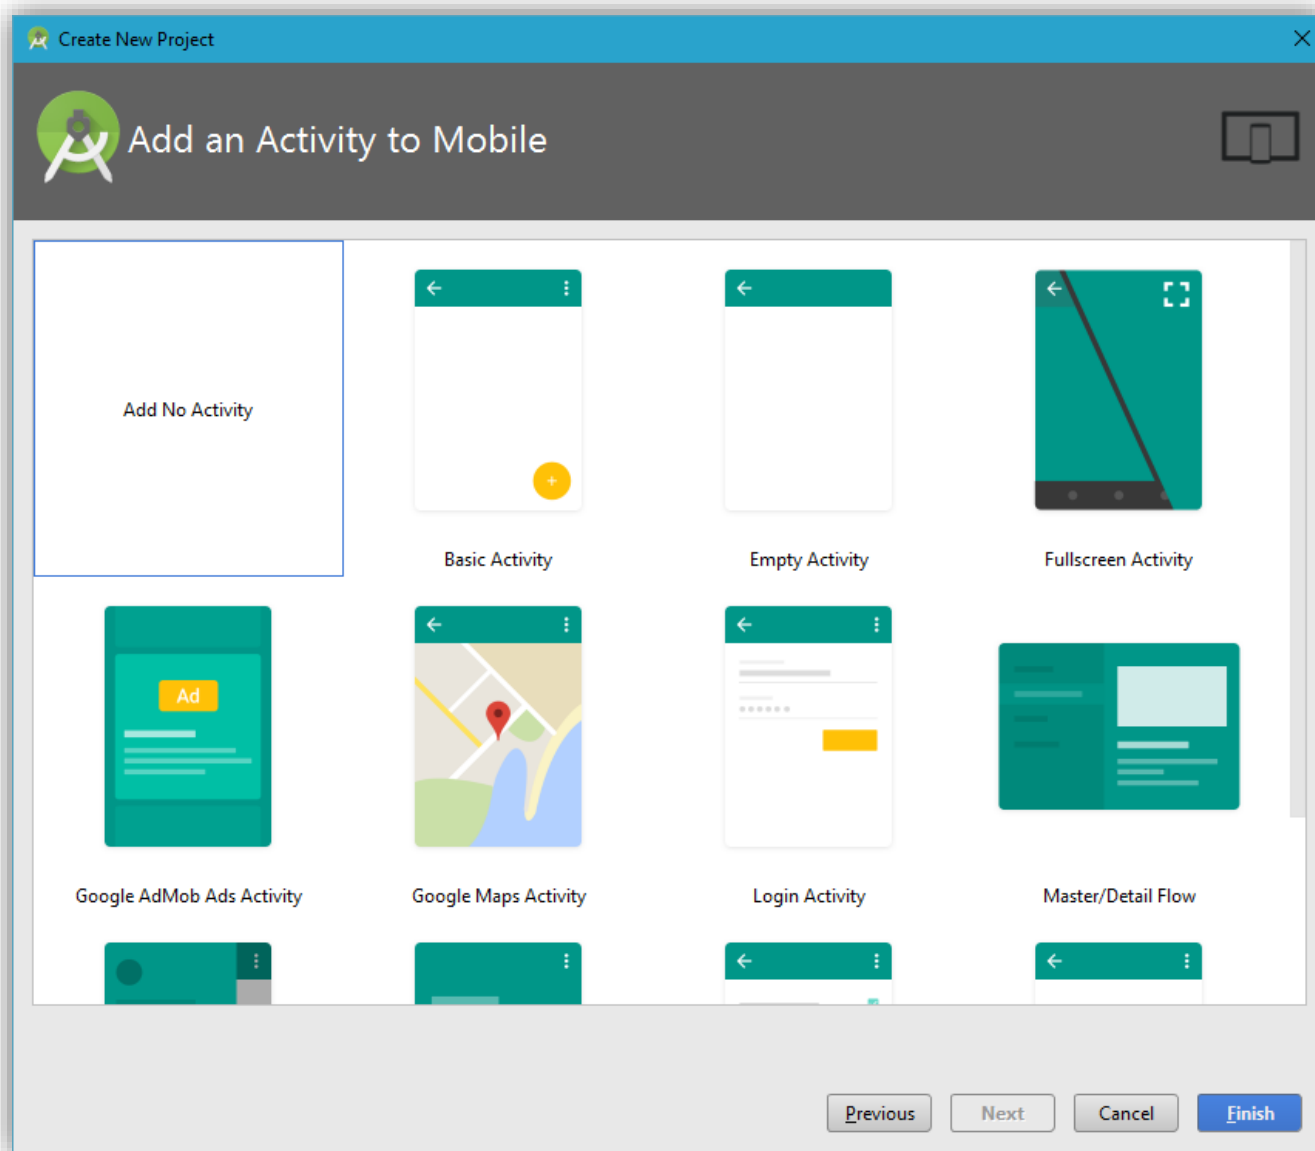 Create New Project
Add an Activity to Mobile
Add No Activity
Basic Activity
Empty Activity
Fullscreen Activity
Ad
Google AdMob Ads Activity
Google Maps Activity
Login Activity
Master/Detail Flow
Previous
Next
Cancel
Finish